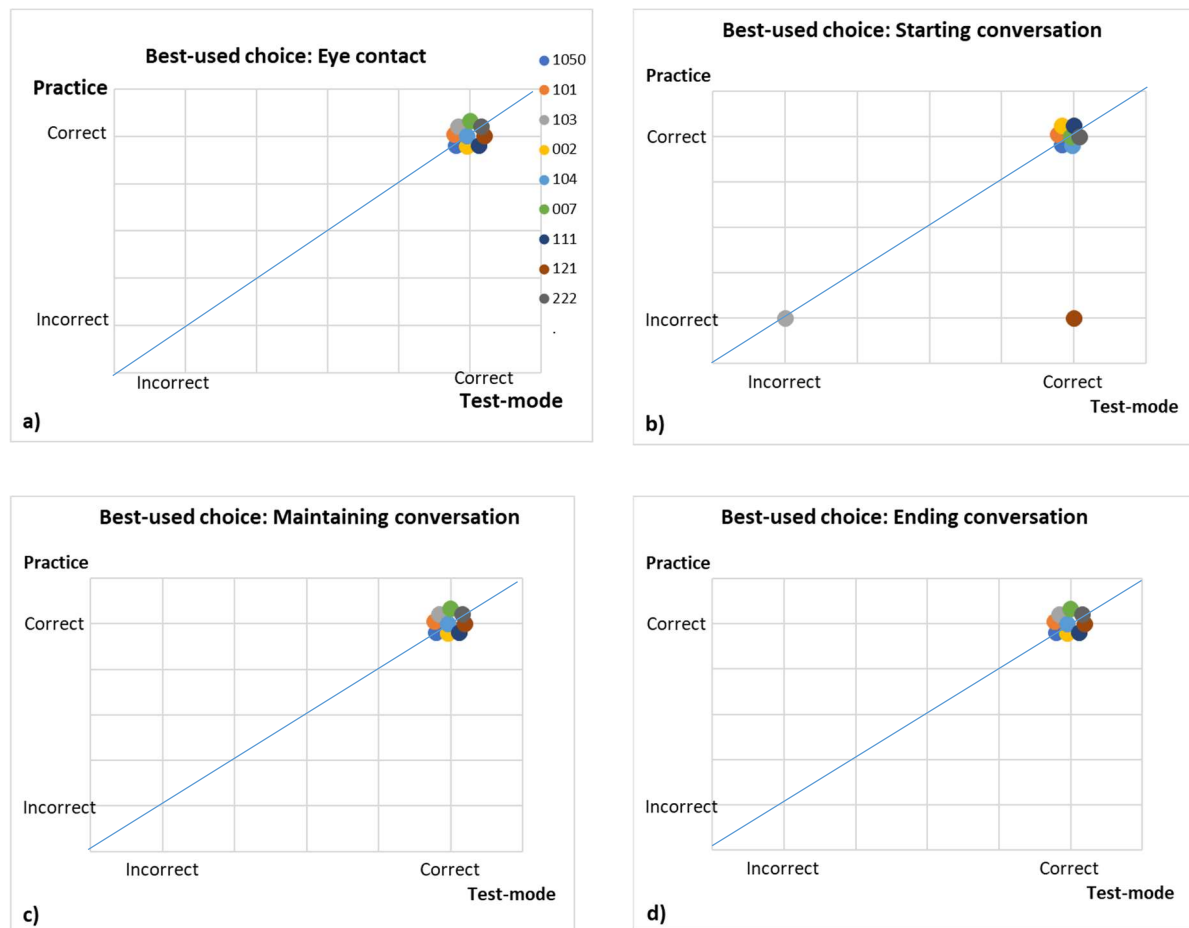 Best-used choice: Eye contact
Practice
Correct
Incorrect
Incorrect
Correct
Test-mode
a)
1050
101
103
002
104
007
111
121
222
.
Best-used choice: Starting conversation
Practice
Correct
Incorrect
Incorrect
Correct
Test-mode
b)
Best-used choice: Maintaining conversation
Practice
Correct
Incorrect
Incorrect
Correct
Test-mode
c)
Best-used choice: Ending conversation
Practice
Correct
Incorrect
Incorrect
Correct
Test-mode
d)